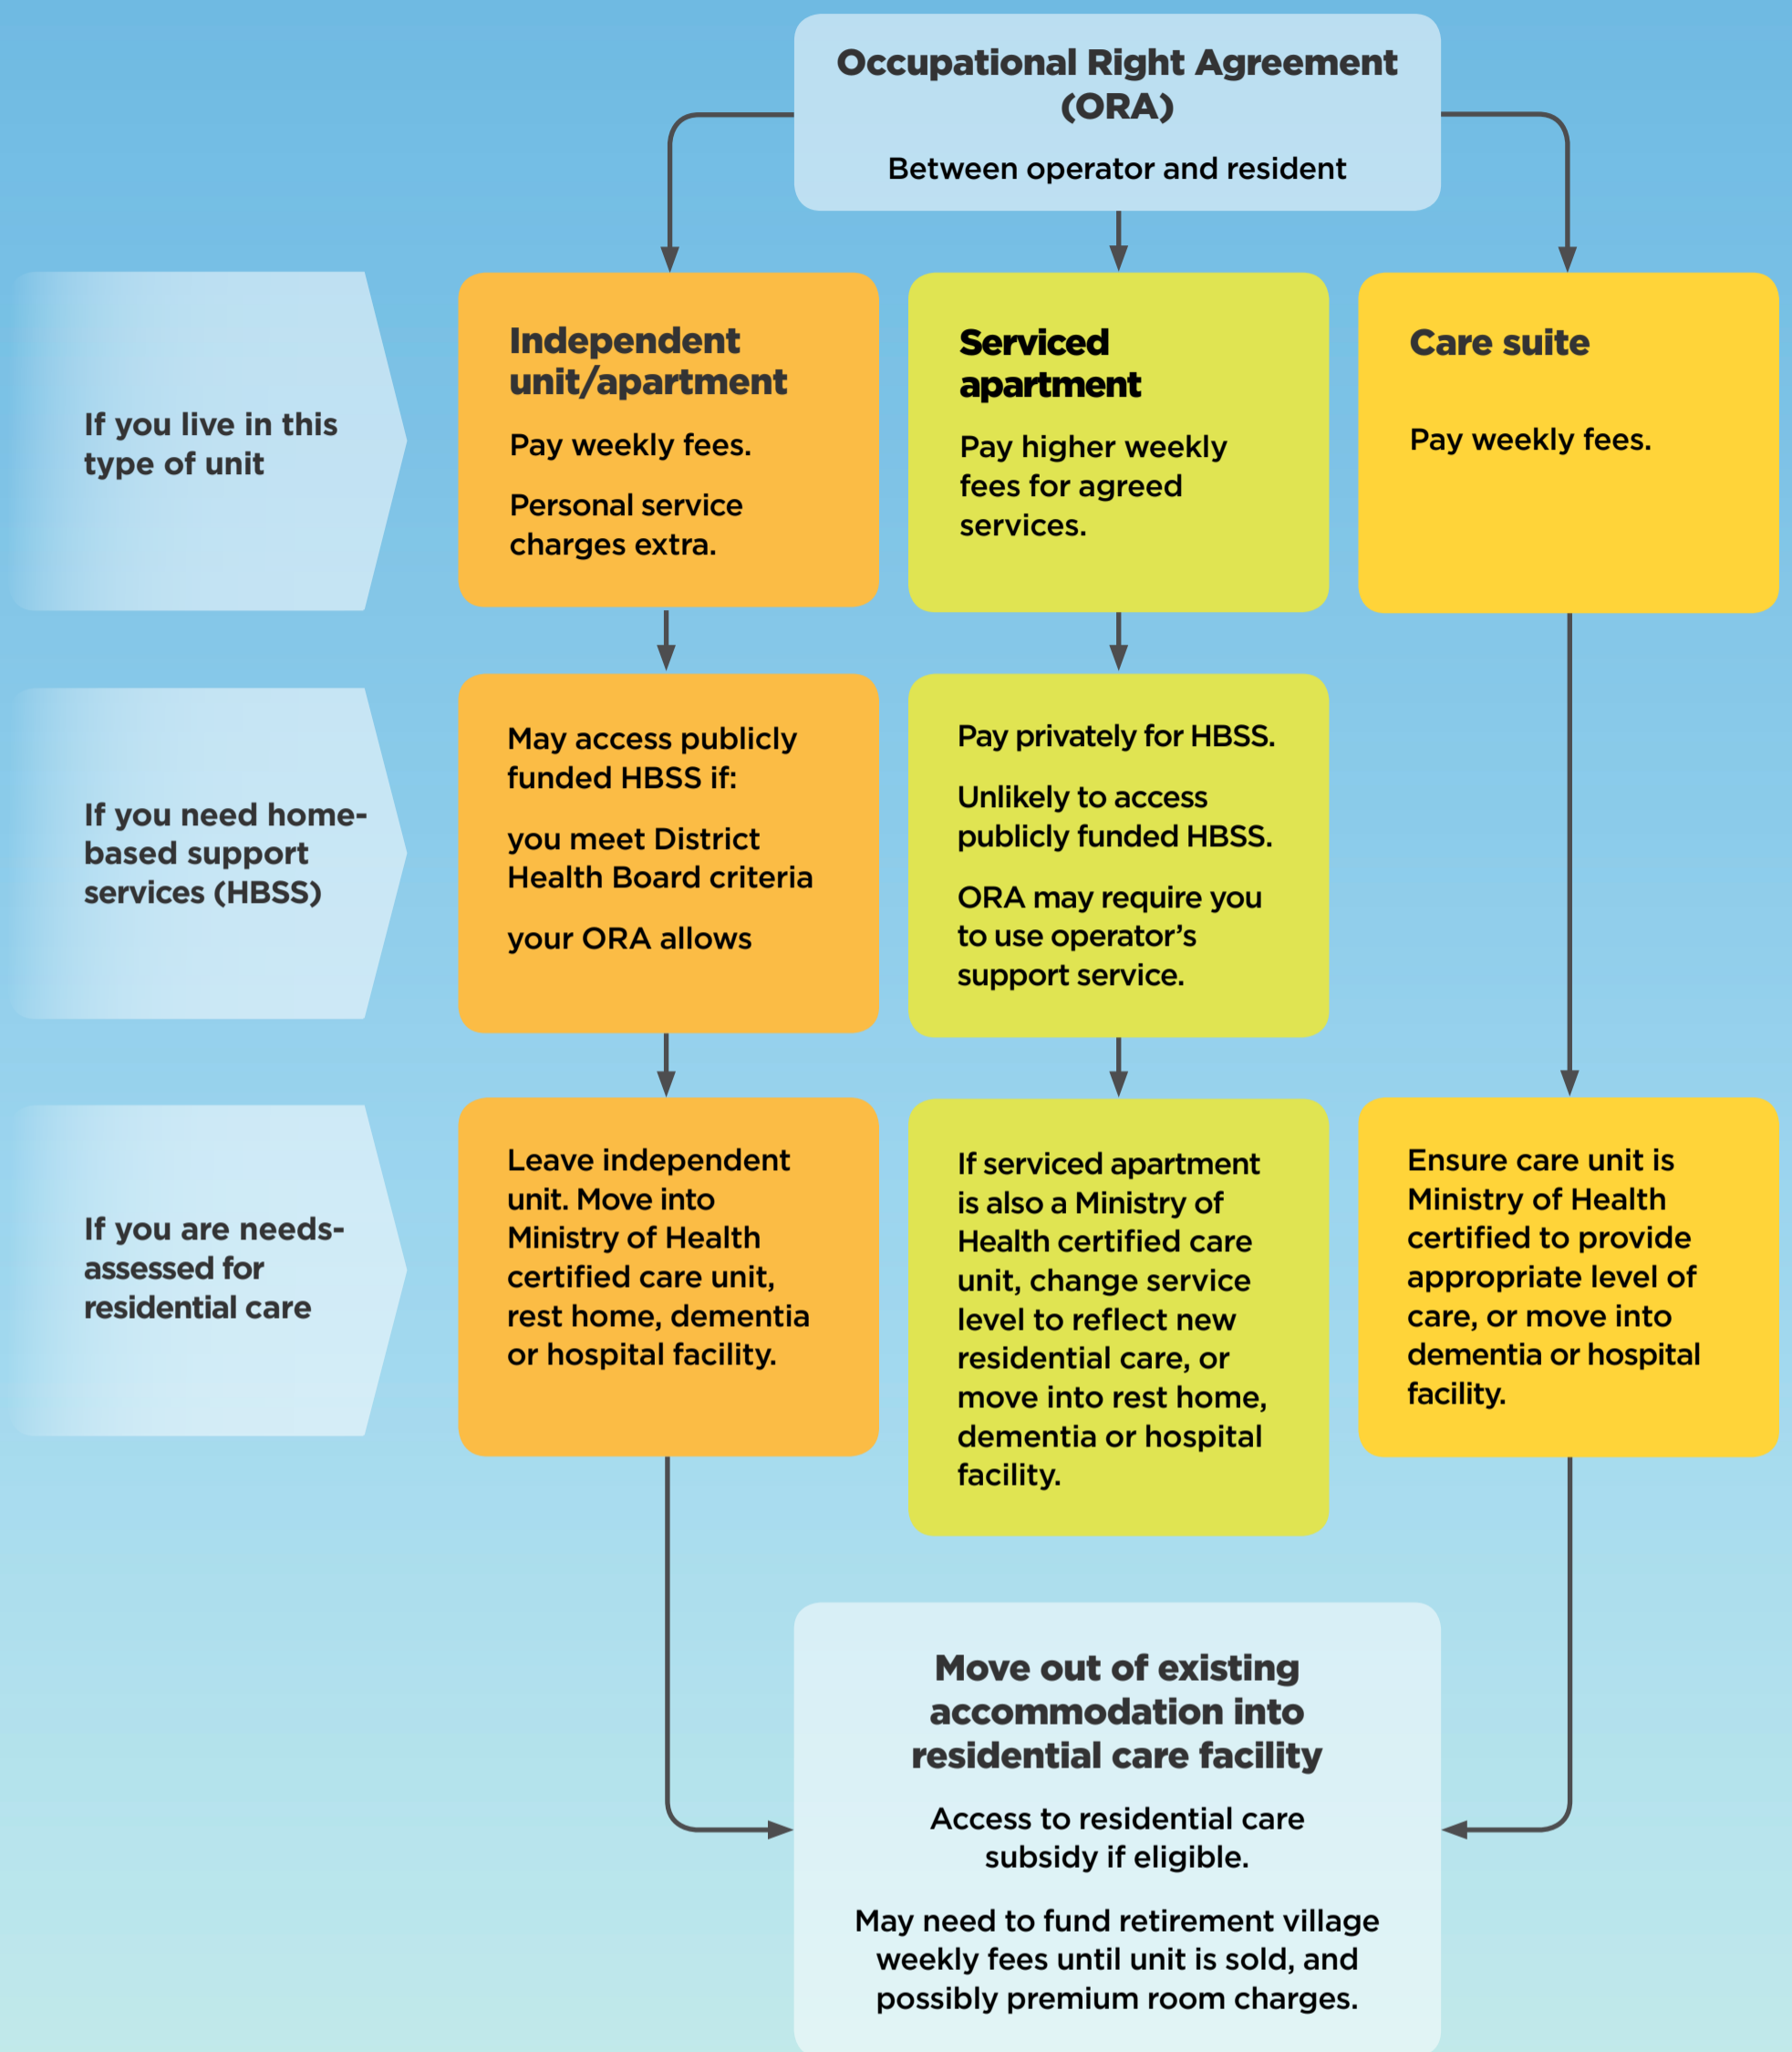 Occupational Right Agreement
(ORA)
Between operator and resident
If you live in this
type of unit
Independent
unit/apartment
Pay weekly fees.
Personal service
charges extra.
Serviced
apartment
Pay higher weekly
fees for agreed
services.
Care suite
Pay weekly fees.
If you need home-
based support
services (HBSS)
May access publicly
funded HBSS if:
you meet District
Health Board criteria
your ORA allows
Pay privately for HBSS.
Unlikely to access
publicly funded HBSS.
ORA may require you
to use operator’s
support service.
If you are needs-
assessed for
residential care
Leave independent
unit. Move into
Ministry of Health
certified care unit,
rest home, dementia
or hospital facility.
If serviced apartment
is also a Ministry of
Health certified care
unit, change service
level to reflect new
residential care, or
move into rest home,
dementia or hospital
facility.
Ensure care unit is
Ministry of Health
certified to provide
appropriate level of
care, or move into
dementia or hospital
facility.
Move out of existing
accommodation into
residential care facility
Access to residential care
subsidy if eligible.
May need to fund retirement village
weekly fees until unit is sold, and
possibly premium room charges.